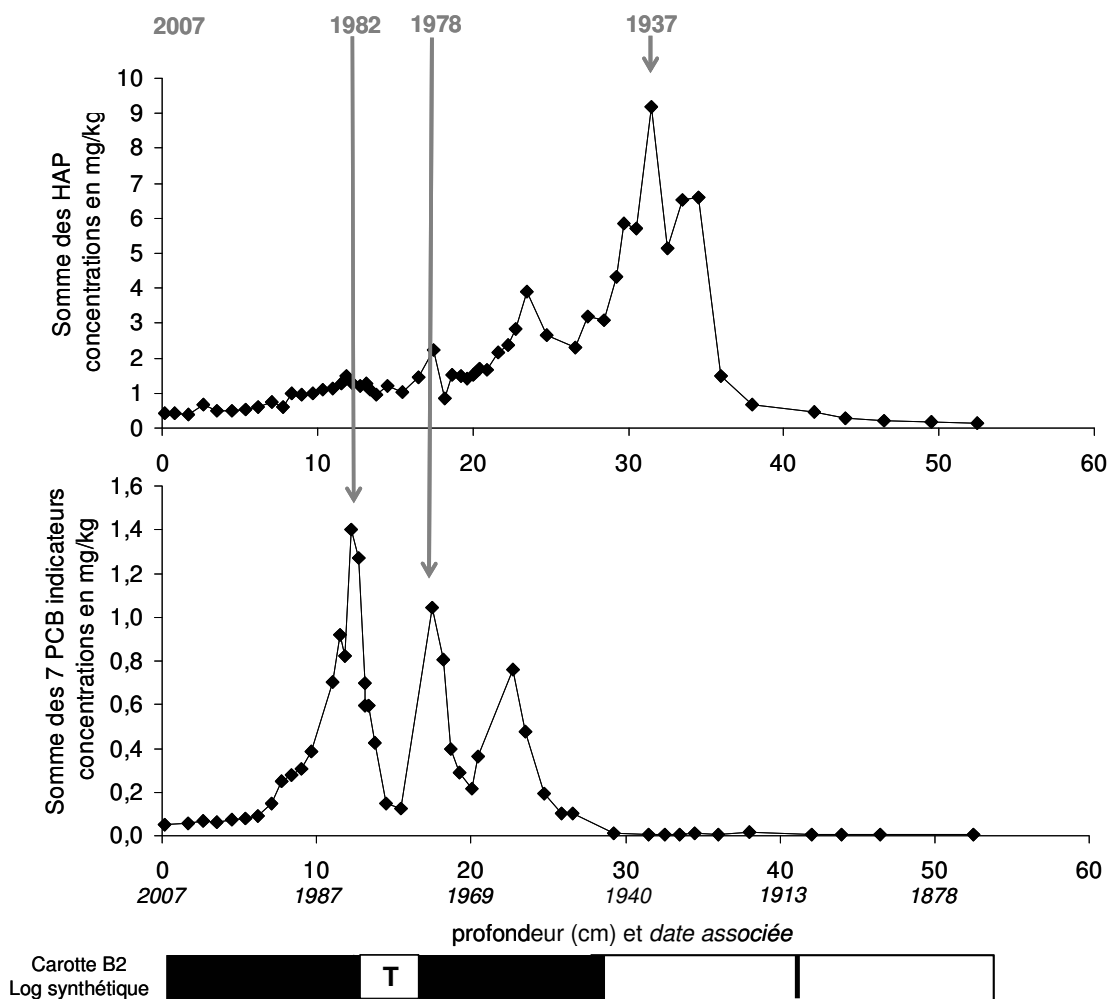 2007 1982 1978 1937
Somme des HAP
concentrations en mg/kg
10
9
8
7
6
5
4
3
2
1
0
0 10 20 30 40 50 60
Somme des 7 PCB indicateurs
concentrations en mg/kg
1,6
1,4
1,2
1,0
0,8
0,6
0,4
0,2
0,0
0 10 20 30 40 50 60
2007 1987 1969 1940 1913 1878
profondeur (cm) et date associée
Carotte B2
Log synthétique
T